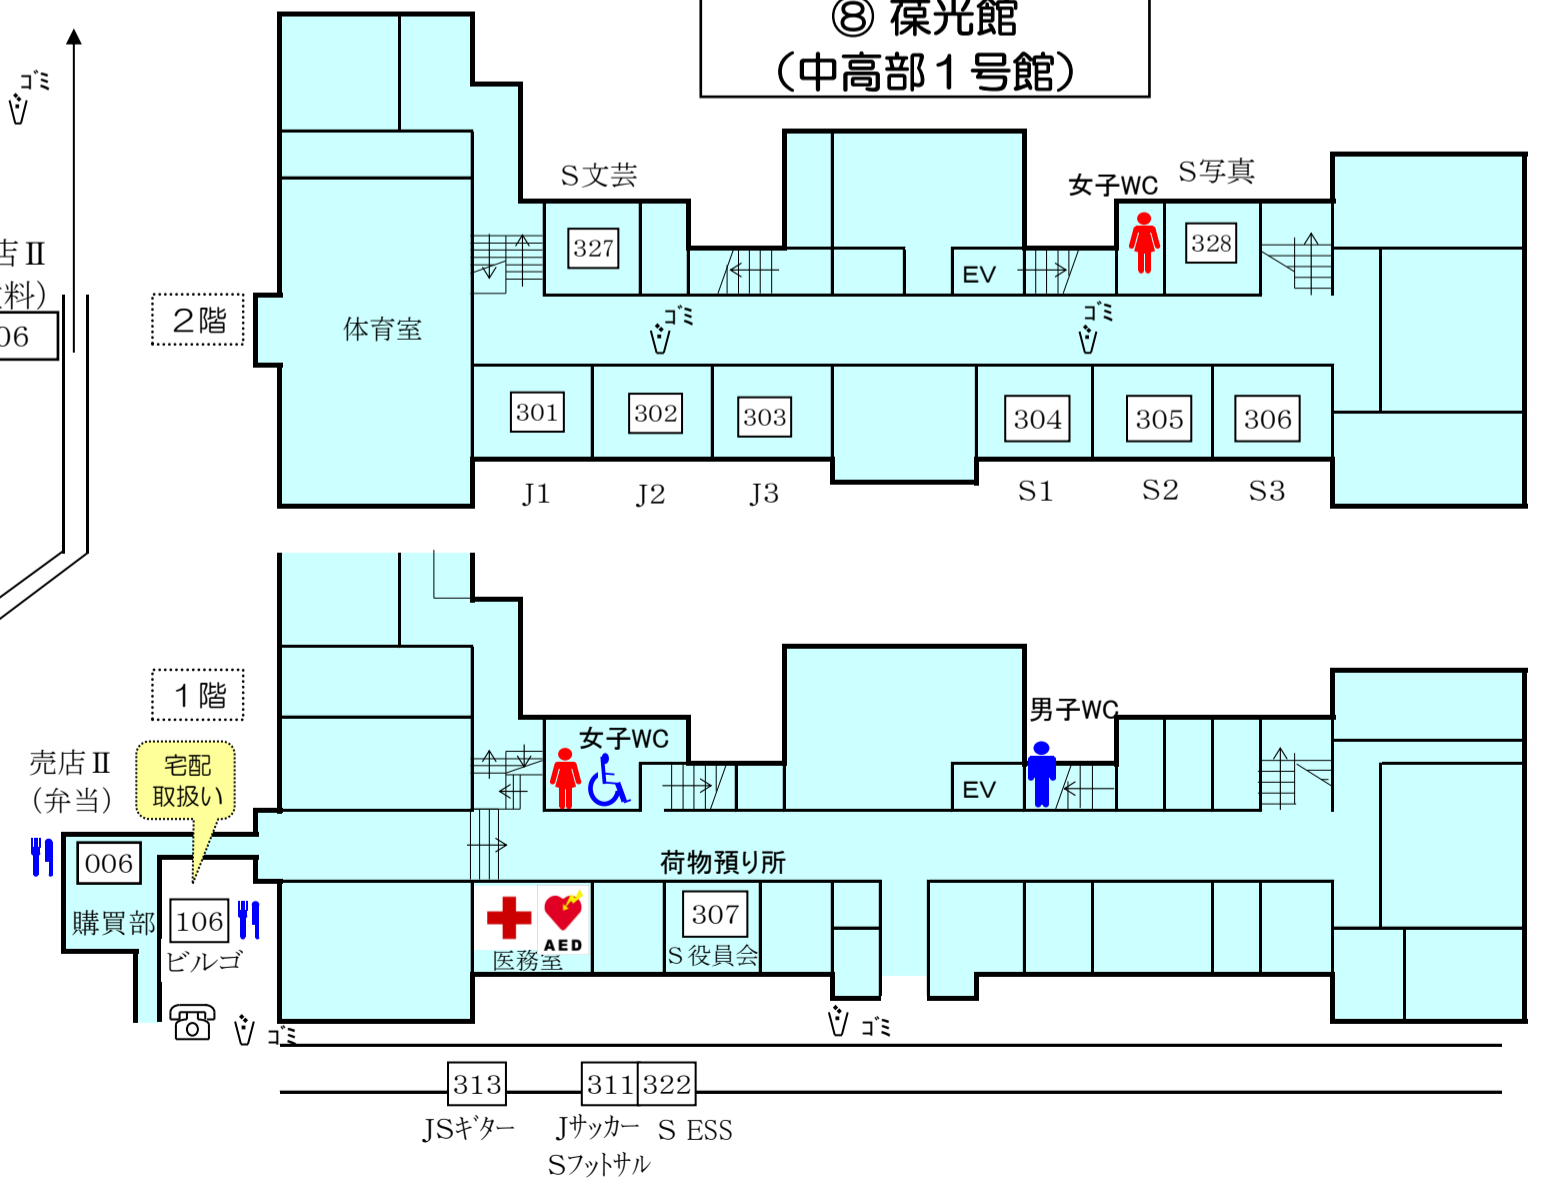 ⑧ 葆光館
（中高部１号館）
ゴミ
S文芸
女子WC
S写真
327
328
EV
店Ⅱ
料）
06
2階
体育室
ゴミ
ゴミ
301
302
303
304
305
306
J1
J2
J3
S1
S2
S3
1階
男子WC
女子WC
売店Ⅱ
（弁当）
宅配
取扱い
EV
荷物預り所
006
購買部
106
ビルゴ
AED
医務室
307
S役員会
ゴミ
ゴミ
313
311
322
JSギター
Jサッカー
S ESS
Sフットサル